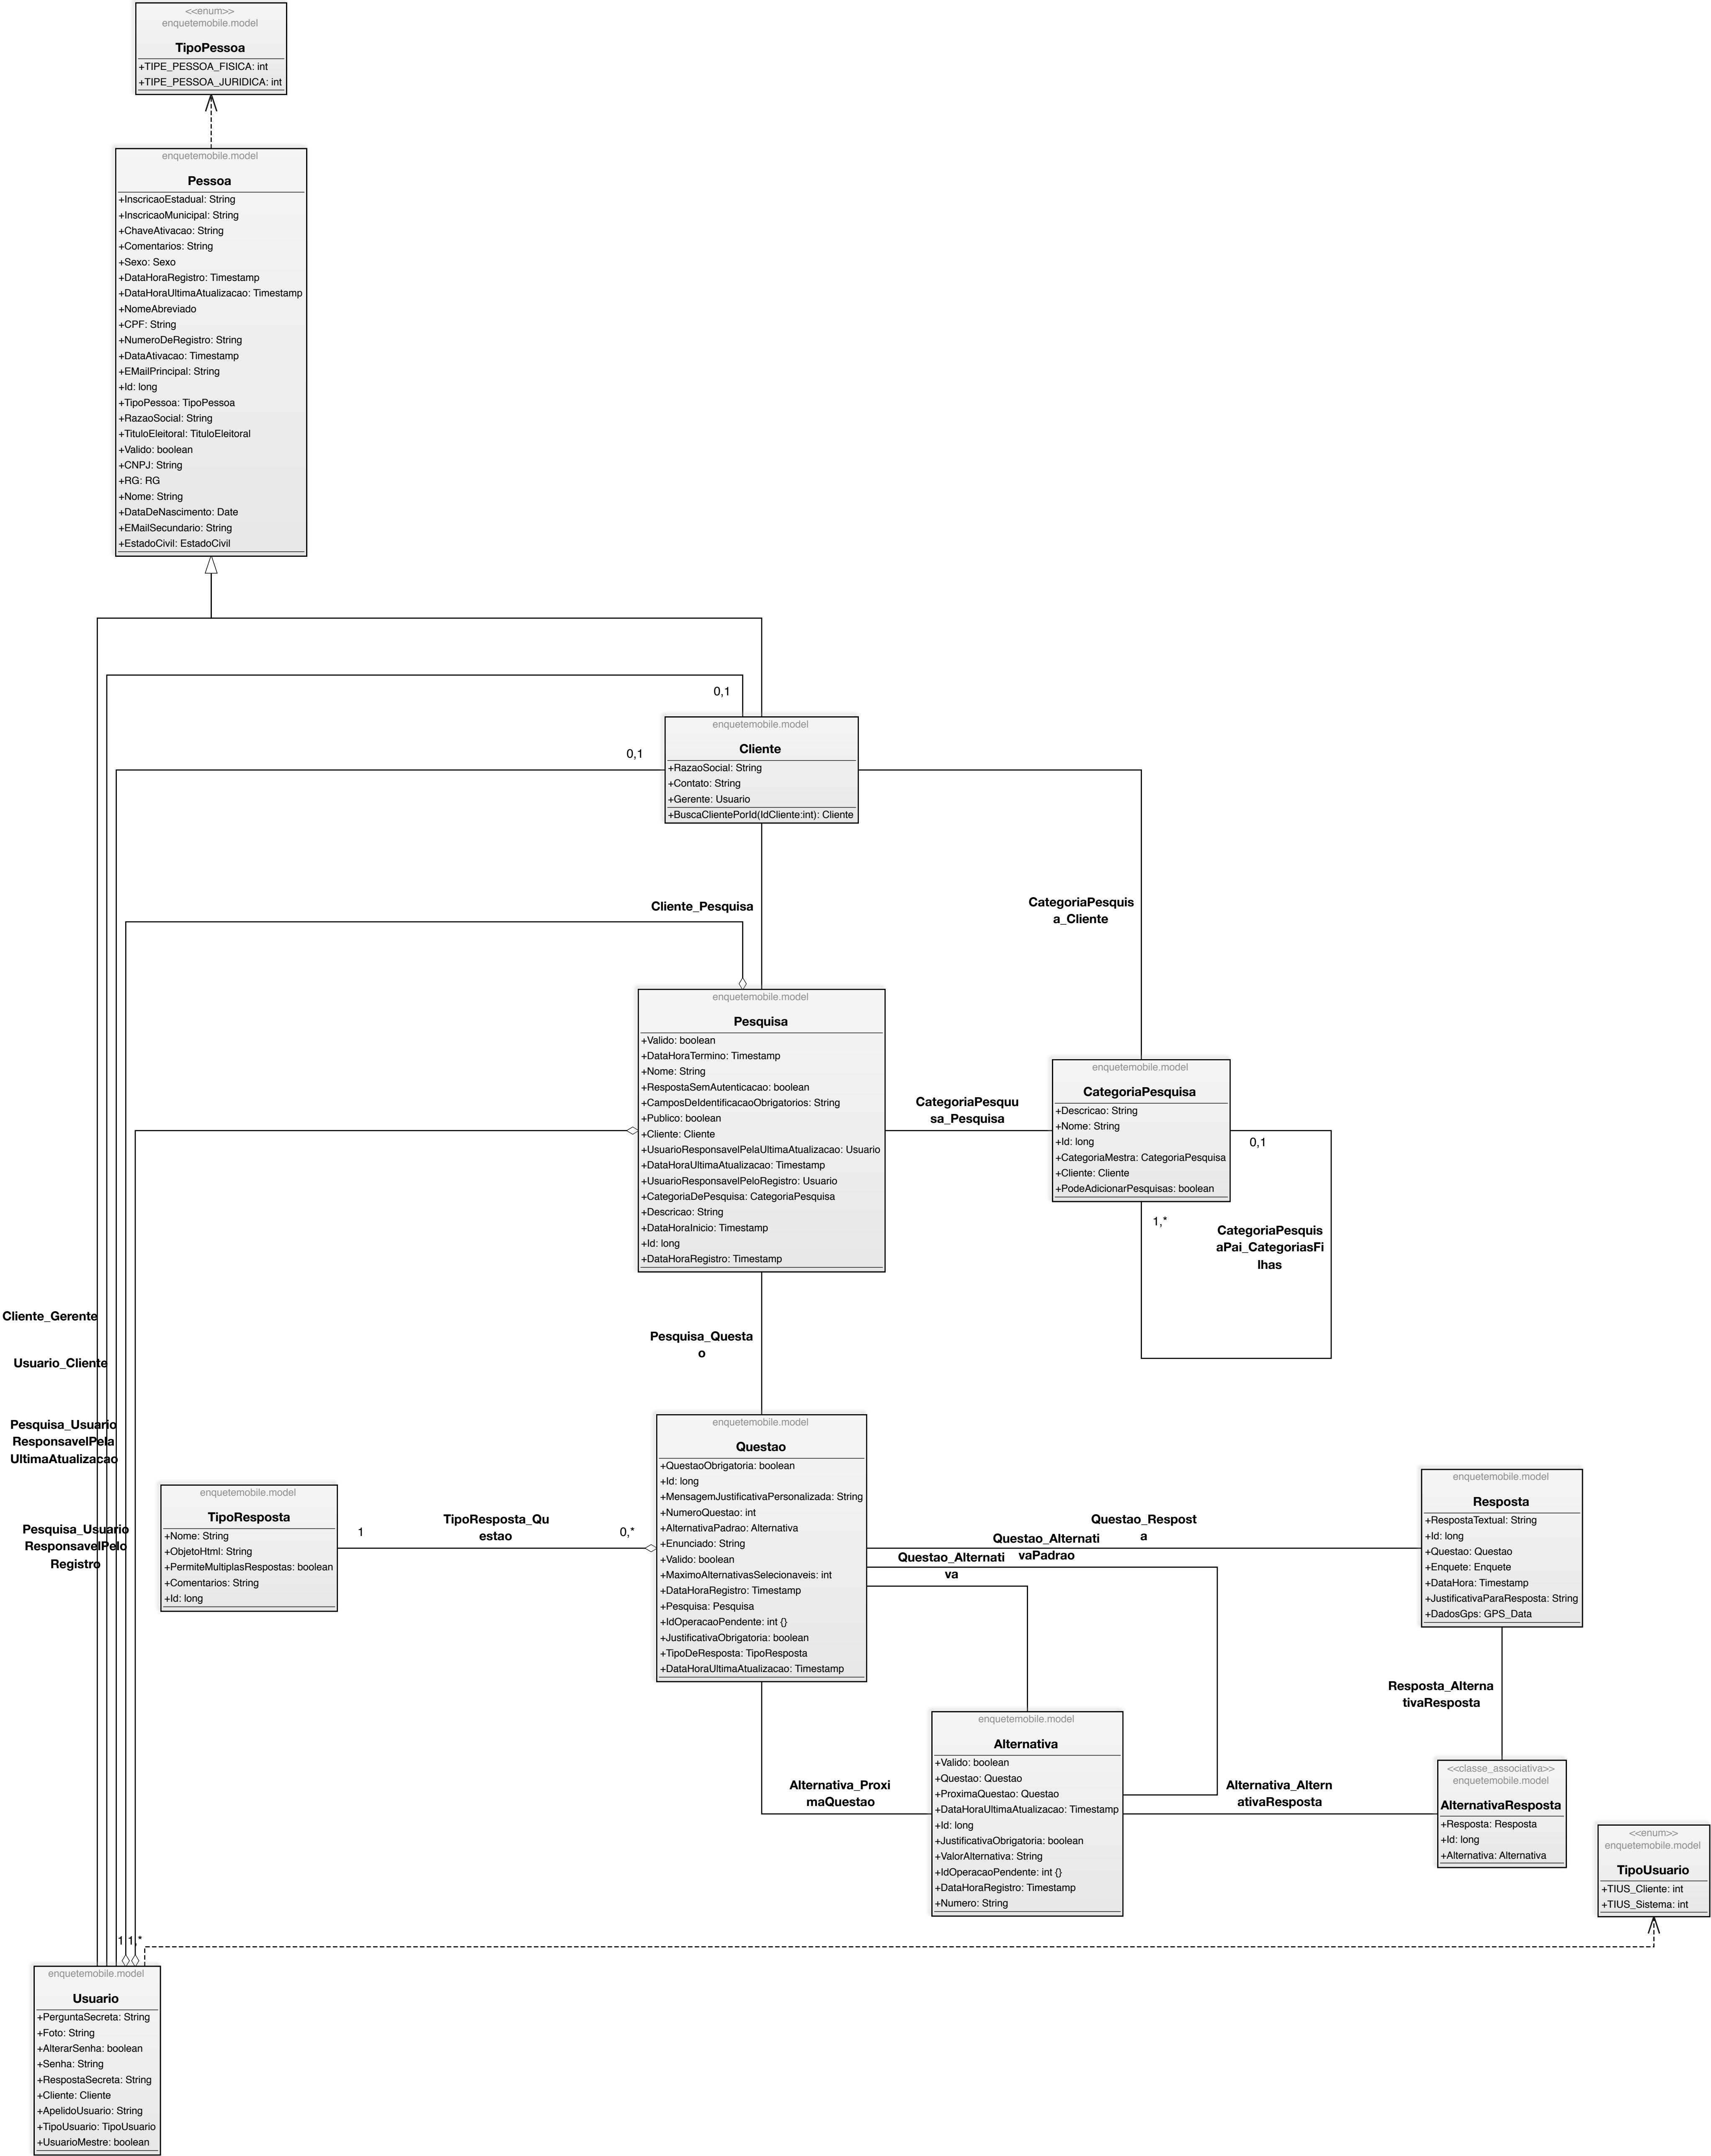 <<enum>>
enquetemobile.model
TipoPessoa
+TIPE_PESSOA_FISICA: int
+TIPE_PESSOA_JURIDICA: int
enquetemobile.model
Pessoa
+InscricaoEstadual: String
+InscricaoMunicipal: String
+ChaveAtivacao: String
+Comentarios: String
+Sexo: Sexo
+DataHoraRegistro: Timestamp
+DataHoraUltimaAtualizacao: Timestamp
+NomeAbreviado
+CPF: String
+NumeroDeRegistro: String
+DataAtivacao: Timestamp
+EMailPrincipal: String
+Id: long
+TipoPessoa: TipoPessoa
+RazaoSocial: String
+TituloEleitoral: TituloEleitoral
+Valido: boolean
+CNPJ: String
+RG: RG
+Nome: String
+DataDeNascimento: Date
+EMailSecundario: String
+EstadoCivil: EstadoCivil
0,1
0,1
enquetemobile.model
Cliente
+RazaoSocial: String
+Contato: String
+Gerente: Usuario
+BuscaClientePorId(IdCliente:int): Cliente
Cliente_Pesquisa
CategoriaPesquis
a_Cliente
enquetemobile.model
Pesquisa
+Valido: boolean
+DataHoraTermino: Timestamp
+Nome: String
+RespostaSemAutenticacao: boolean
+CamposDeIdentificacaoObrigatorios: String
+Publico: boolean
+Cliente: Cliente
+UsuarioResponsavelPelaUltimaAtualizacao: Usuario
+DataHoraUltimaAtualizacao: Timestamp
+UsuarioResponsavelPeloRegistro: Usuario
+CategoriaDePesquisa: CategoriaPesquisa
+Descricao: String
+DataHoraInicio: Timestamp
+Id: long
+DataHoraRegistro: Timestamp
CategoriaPesquu
sa_Pesquisa
enquetemobile.model
CategoriaPesquisa
+Descricao: String
+Nome: String
+Id: long
+CategoriaMestra: CategoriaPesquisa
+Cliente: Cliente
+PodeAdicionarPesquisas: boolean
0,1
1,*
CategoriaPesquis
aPai_CategoriasFi
lhas
Cliente_Gerente
Usuario_Cliente
Pesquisa_Usuario
ResponsavelPela
UltimaAtualizacao
Pesquisa_Usuario
ResponsavelPelo
Registro
Pesquisa_Questa
o
enquetemobile.model
TipoResposta
+Nome: String
+ObjetoHtml: String
+PermiteMultiplasRespostas: boolean
+Comentarios: String
+Id: long
1
TipoResposta_Qu
estao
0,*
enquetemobile.model
Questao
+QuestaoObrigatoria: boolean
+Id: long
+MensagemJustificativaPersonalizada: String
+NumeroQuestao: int
+AlternativaPadrao: Alternativa
+Enunciado: String
+Valido: boolean
+MaximoAlternativasSelecionaveis: int
+DataHoraRegistro: Timestamp
+Pesquisa: Pesquisa
+IdOperacaoPendente: int {}
+JustificativaObrigatoria: boolean
+TipoDeResposta: TipoResposta
+DataHoraUltimaAtualizacao: Timestamp
Questao_Respost
a
Questao_Alternati
vaPadrao
Questao_Alternati
va
enquetemobile.model
Resposta
+RespostaTextual: String
+Id: long
+Questao: Questao
+Enquete: Enquete
+DataHora: Timestamp
+JustificativaParaResposta: String
+DadosGps: GPS_Data
Resposta_Alterna
tivaResposta
enquetemobile.model
Alternativa
+Valido: boolean
+Questao: Questao
+ProximaQuestao: Questao
+DataHoraUltimaAtualizacao: Timestamp
+Id: long
+JustificativaObrigatoria: boolean
+ValorAlternativa: String
+IdOperacaoPendente: int {}
+DataHoraRegistro: Timestamp
+Numero: String
Alternativa_Proxi
maQuestao
Alternativa_Altern
ativaResposta
<<classe_associativa>>
enquetemobile.model
AlternativaResposta
+Resposta: Resposta
+Id: long
+Alternativa: Alternativa
<<enum>>
enquetemobile.model
TipoUsuario
+TIUS_Cliente: int
+TIUS_Sistema: int
1 1,*
enquetemobile.model
Usuario
+PerguntaSecreta: String
+Foto: String
+AlterarSenha: boolean
+Senha: String
+RespostaSecreta: String
+Cliente: Cliente
+ApelidoUsuario: String
+TipoUsuario: TipoUsuario
+UsuarioMestre: boolean